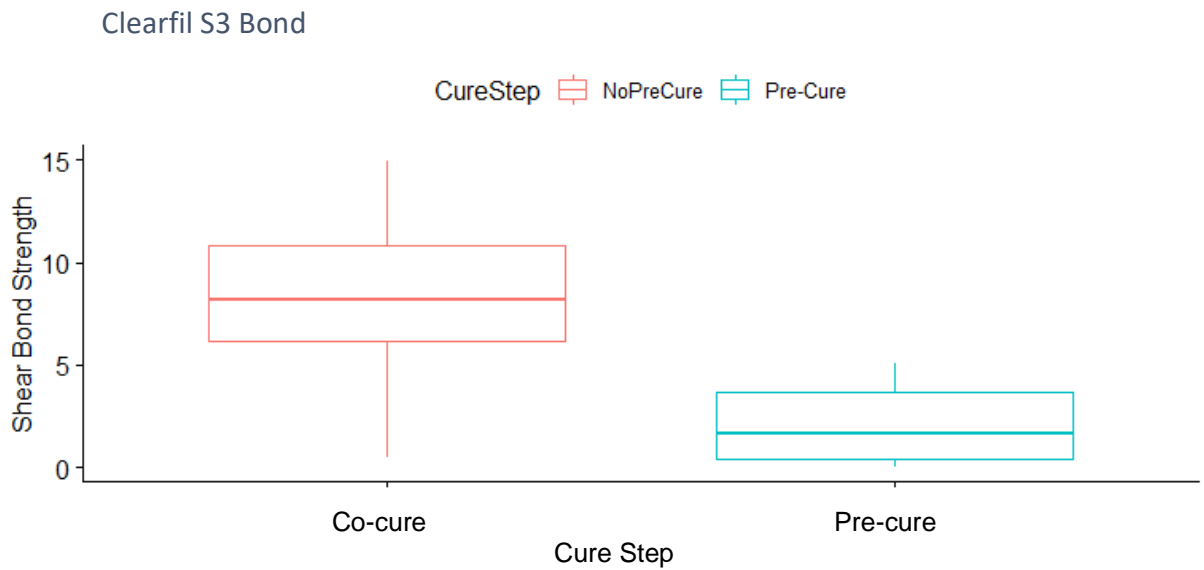 Clearfil S3 Bond
CureStep NoPreCure Pre-Cure
15
10
5
0
Shear Bond Strength
Co-cure Pre-cure
Cure Step